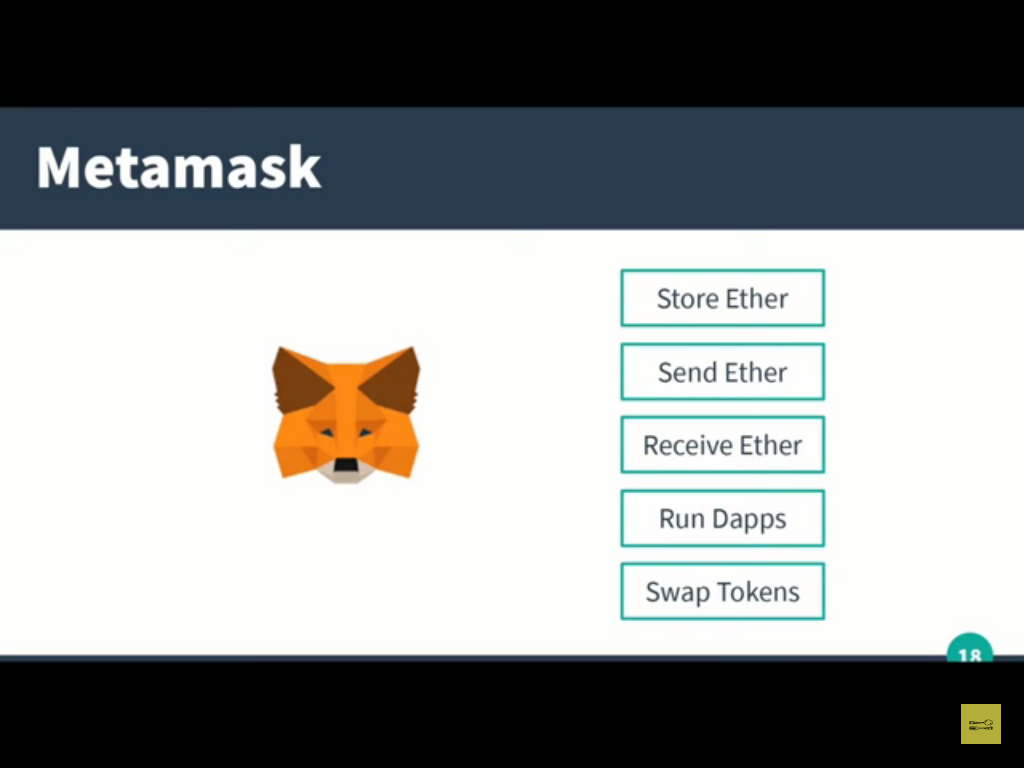 Metamask
Store Ether
Send Ether
Receive Ether
Run Dapps
Swap Tokens
18